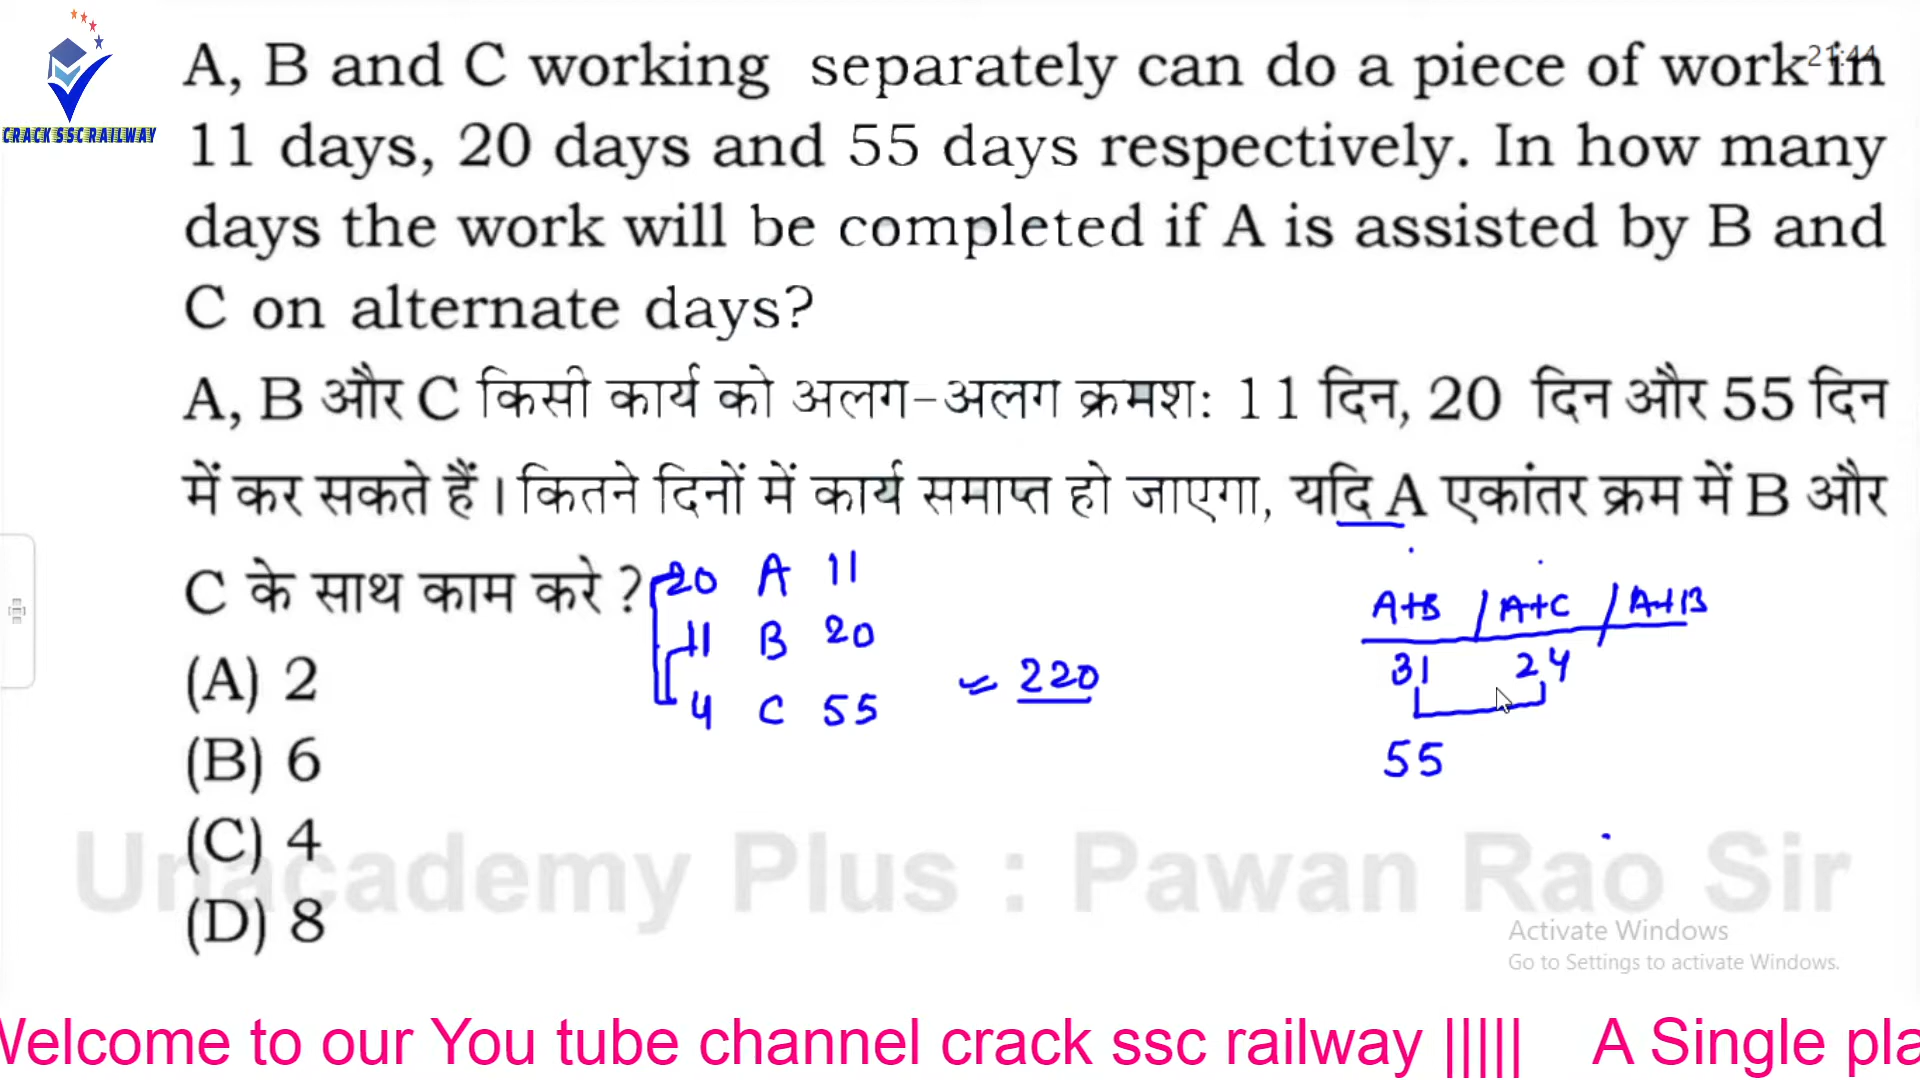 A, B and C working separately can do a piece of work in
21:44
11 days, 20 days and 55 days respectively. In how many
days the work will be completed if A is assisted by B and
C on alternate days?
CRACK SSC RAILWAY
A, B और C किसी कार्य को अलग-अलग क्रमश: 11 दिन, 20 दिन और 55 दिन
में कर सकते हैं। कितने दिनों में कार्य समाप्त हो जाएगा, यदि A एकांतर क्रम में B और
C के साथ काम करे ?
20 A 11
11 B 20
4 C 55
= 220
A+B / A+C / A+B
31 24
55
(A) 2
(B) 6
(C) 4
(D) 8
Unacademy Plus : Pawan Rao Sir
Activate Windows
Go to Settings to activate Windows.
Welcome to our You tube channel crack ssc railway ||||| A Single pla